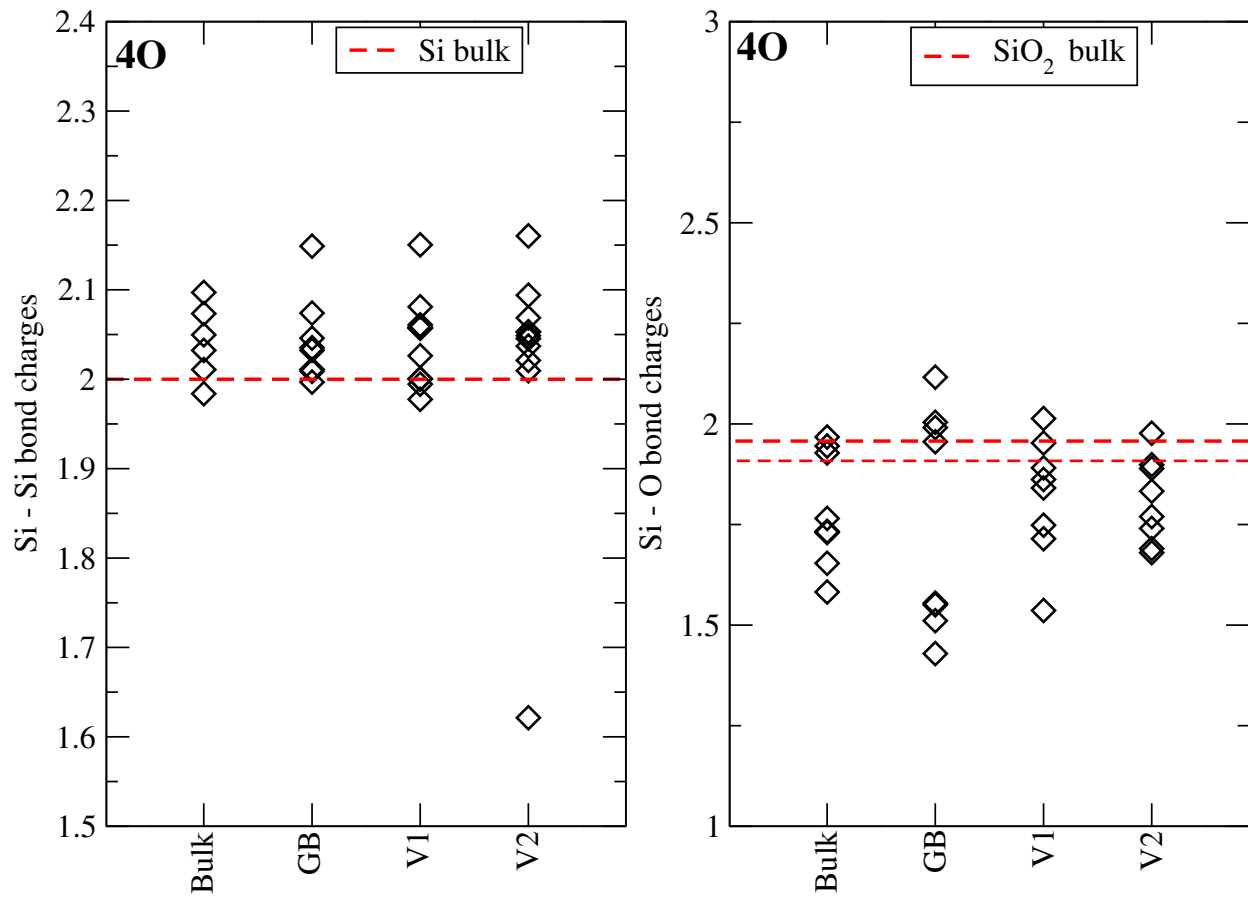 4O
Si bulk
Si - Si bond charges
2.4
2.3
2.2
2.1
2
1.9
1.8
1.7
1.6
1.5
Bulk
GB
V1
V2
4O
SiO2 bulk
Si - O bond charges
3
2.5
2
1.5
1
Bulk
GB
V1
V2